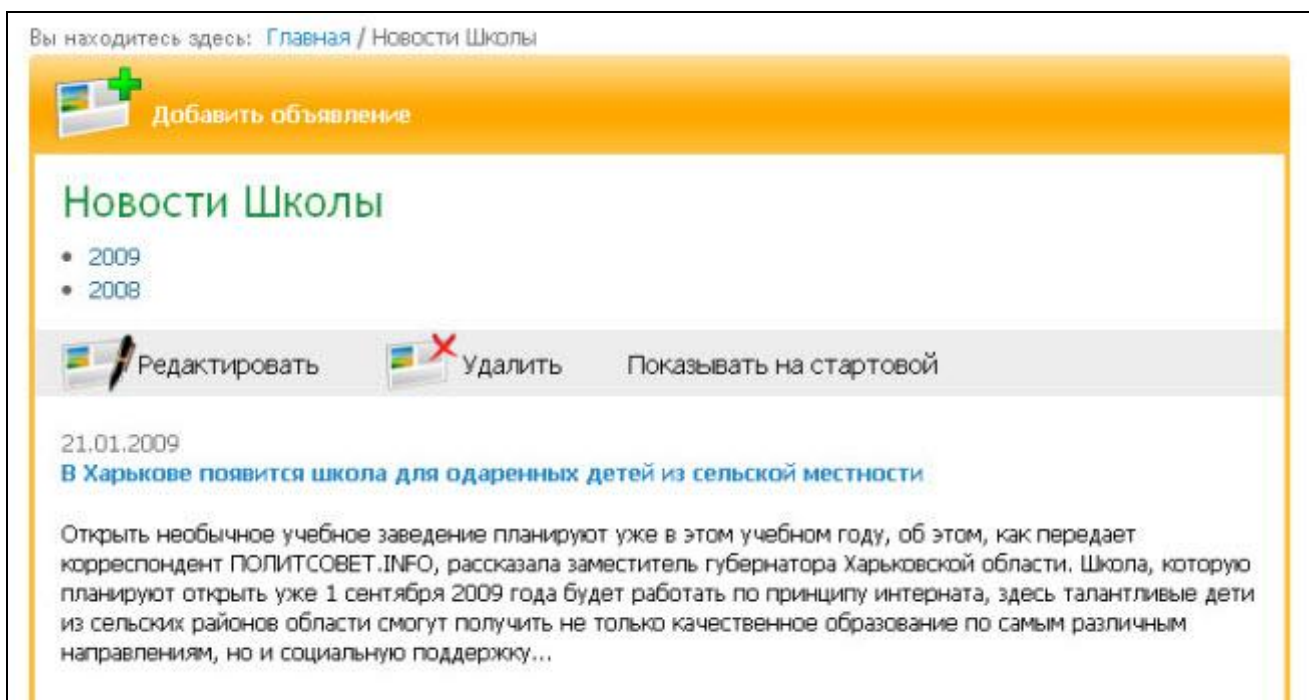 Вы находитесь здесь: Главная / Новости Школы
Добавить объявление
Новости Школы
• 2009
• 2008
Редактировать Удалить Показывать на стартовой
21.01.2009
В Харькове появится школа для одаренных детей из сельской местности
Открыть необычное учебное заведение планируют уже в этом учебном году, об этом, как передает
корреспондент ПОЛИТСОВЕТ.INFO, рассказала заместитель губернатора Харьковской области. Школа, которую
планируют открыть уже 1 сентября 2009 года будет работать по принципу интерната, здесь талантливые дети
из сельских районов области смогут получить не только качественное образование по самым различным
направлениям, но и социальную поддержку...